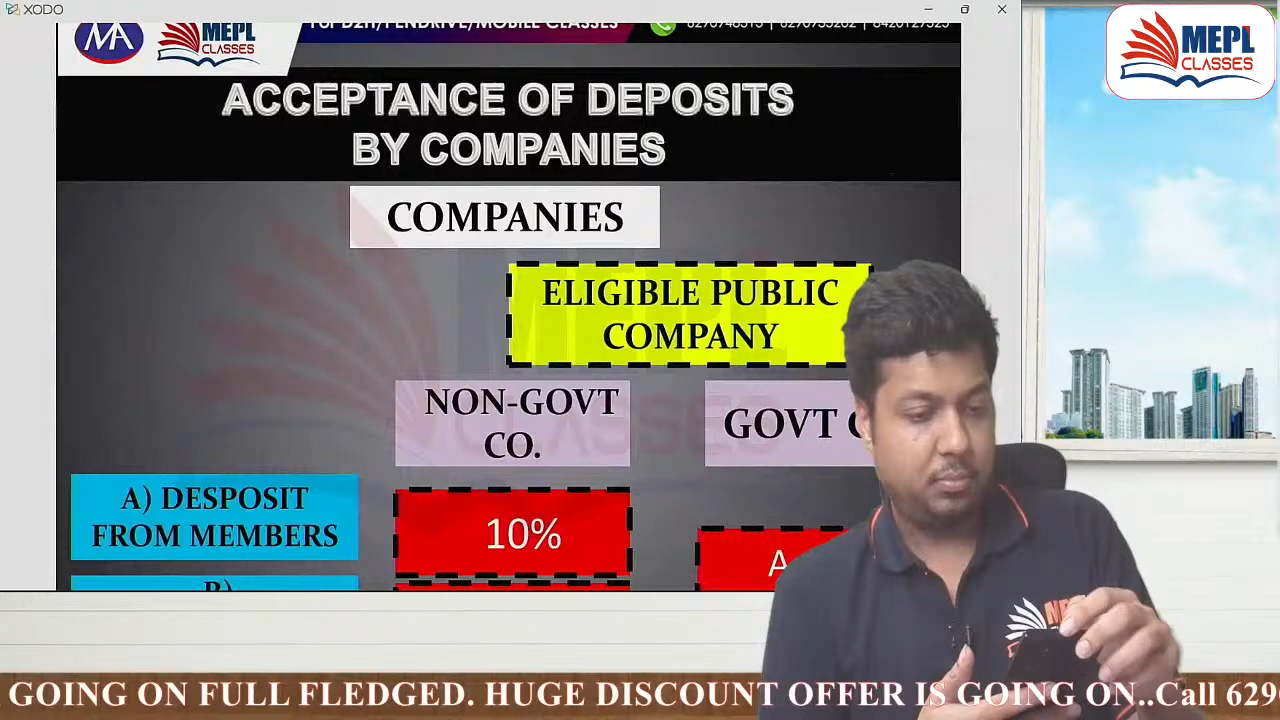 XODO
MEPL
CLASSES
MEPL
CLASSES
ACCEPTANCE OF DEPOSITS
BY COMPANIES
COMPANIES
ELIGIBLE PUBLIC
COMPANY
NON-GOVT
CO.
GOVT
A) DESPOSIT
FROM MEMBERS
10%
A
B)
GOING ON FULL FLEDGED. HUGE DISCOUNT OFFER IS GOING ON..Call 629